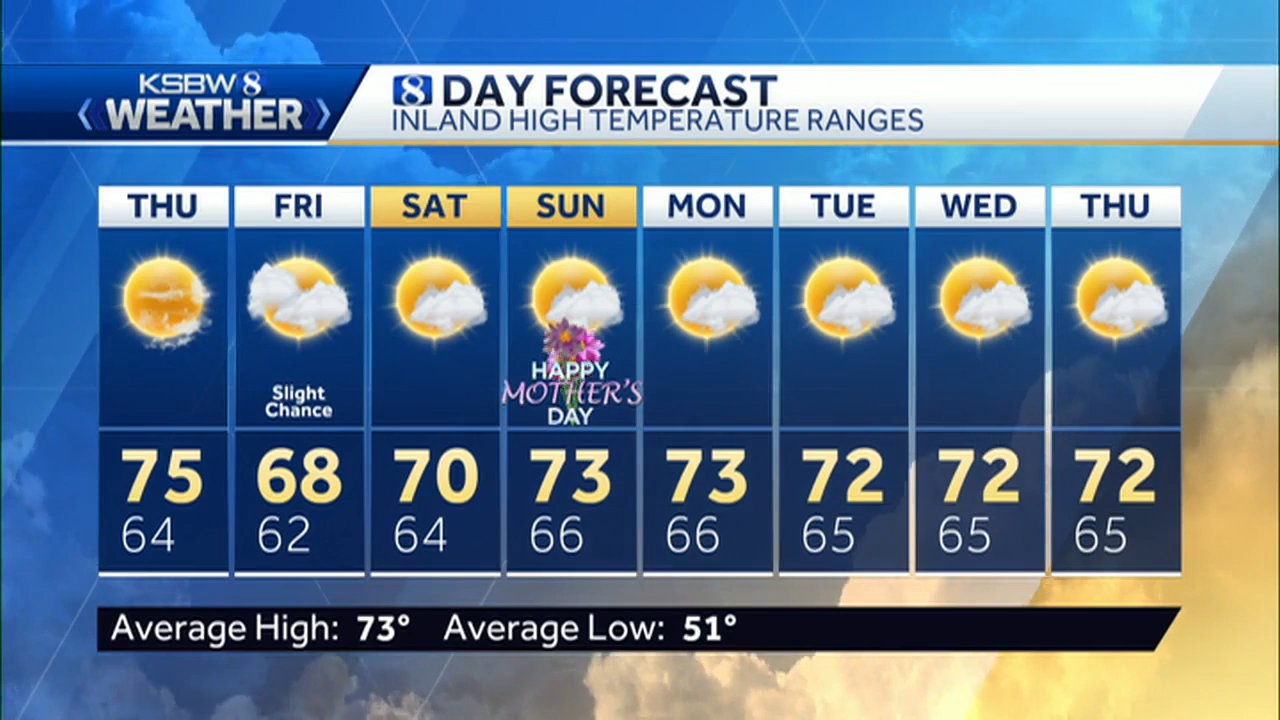 KSBW 8
WEATHER
8 DAY FORECAST
INLAND HIGH TEMPERATURE RANGES
THU FRI SAT SUN MON TUE WED THU
Slight
Chance
HAPPY
MOTHER'S
DAY
75 68 70 73 73 72 72 72
64 62 64 66 66 65 65 65
Average High: 73° Average Low: 51°